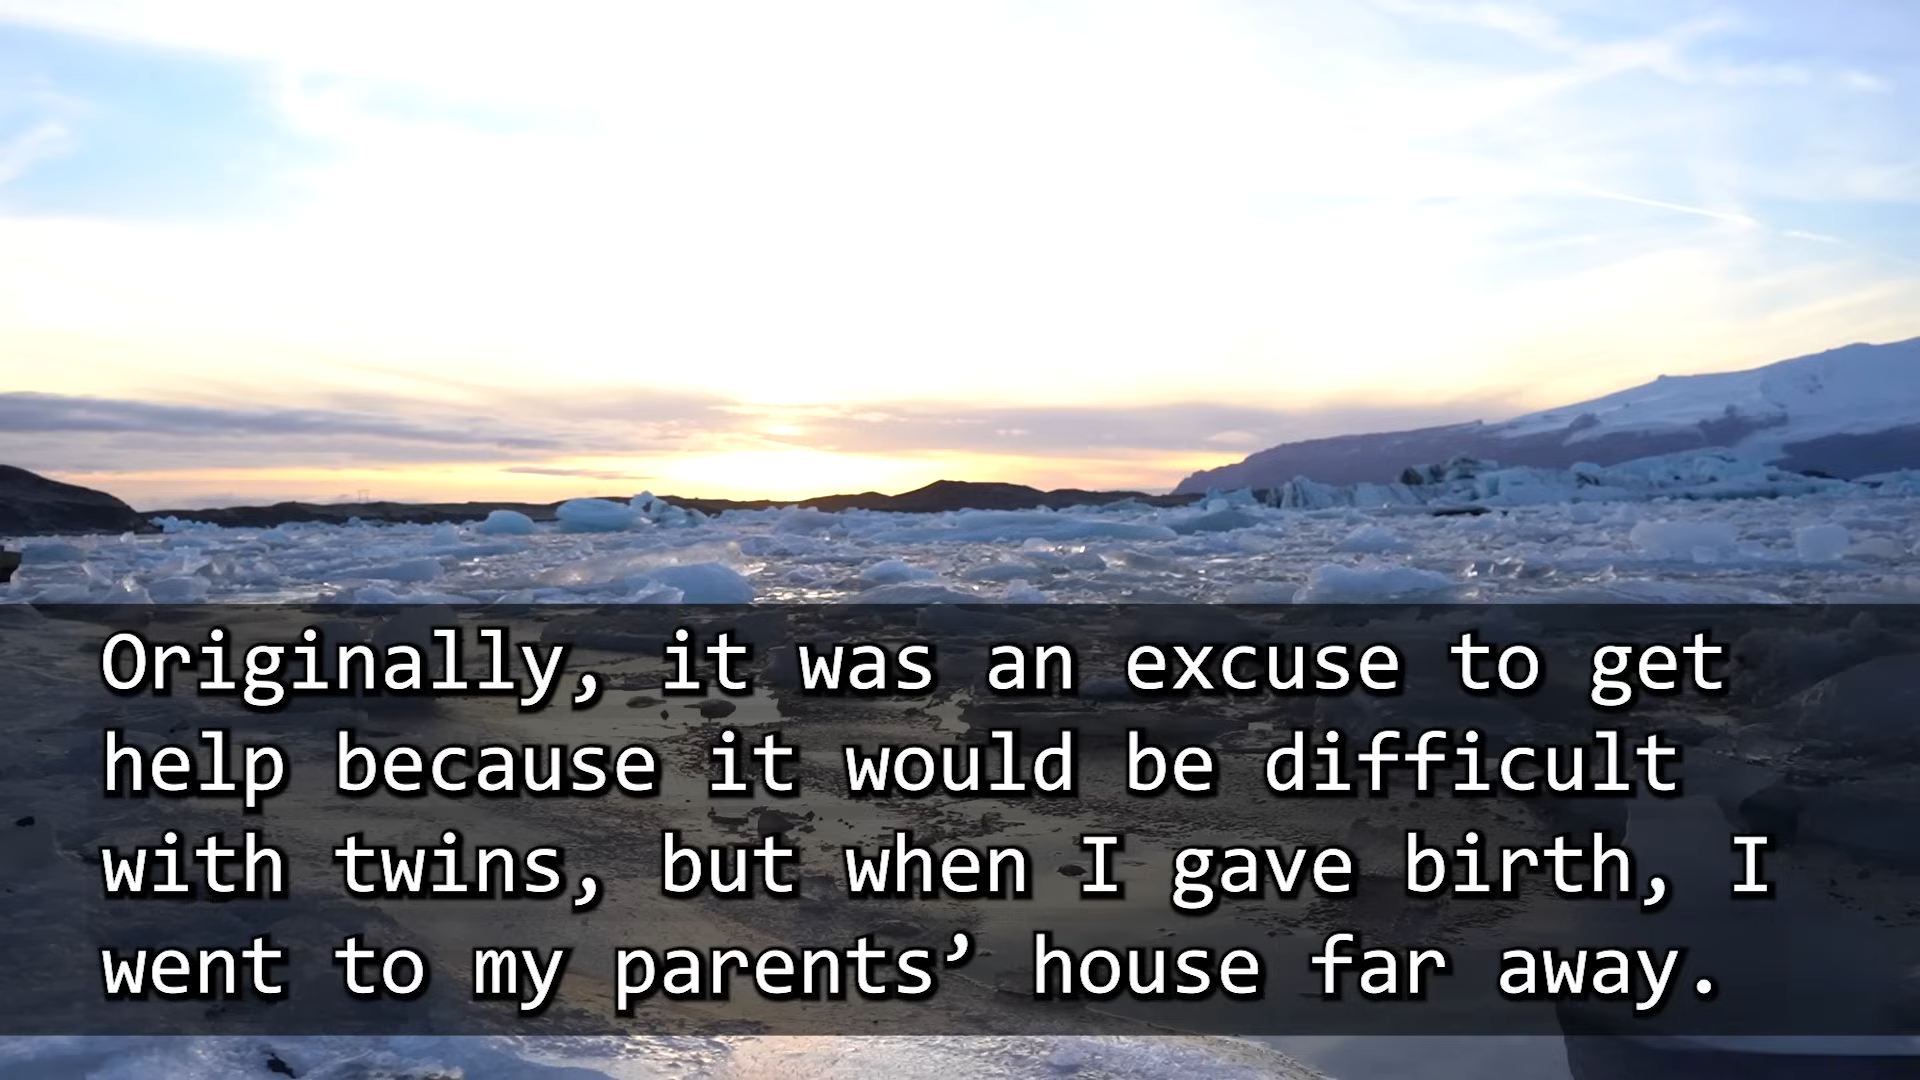 Originally, it was an excuse to get
help because it would be difficult
with twins, but when I gave birth, I
went to my parents’ house far away.